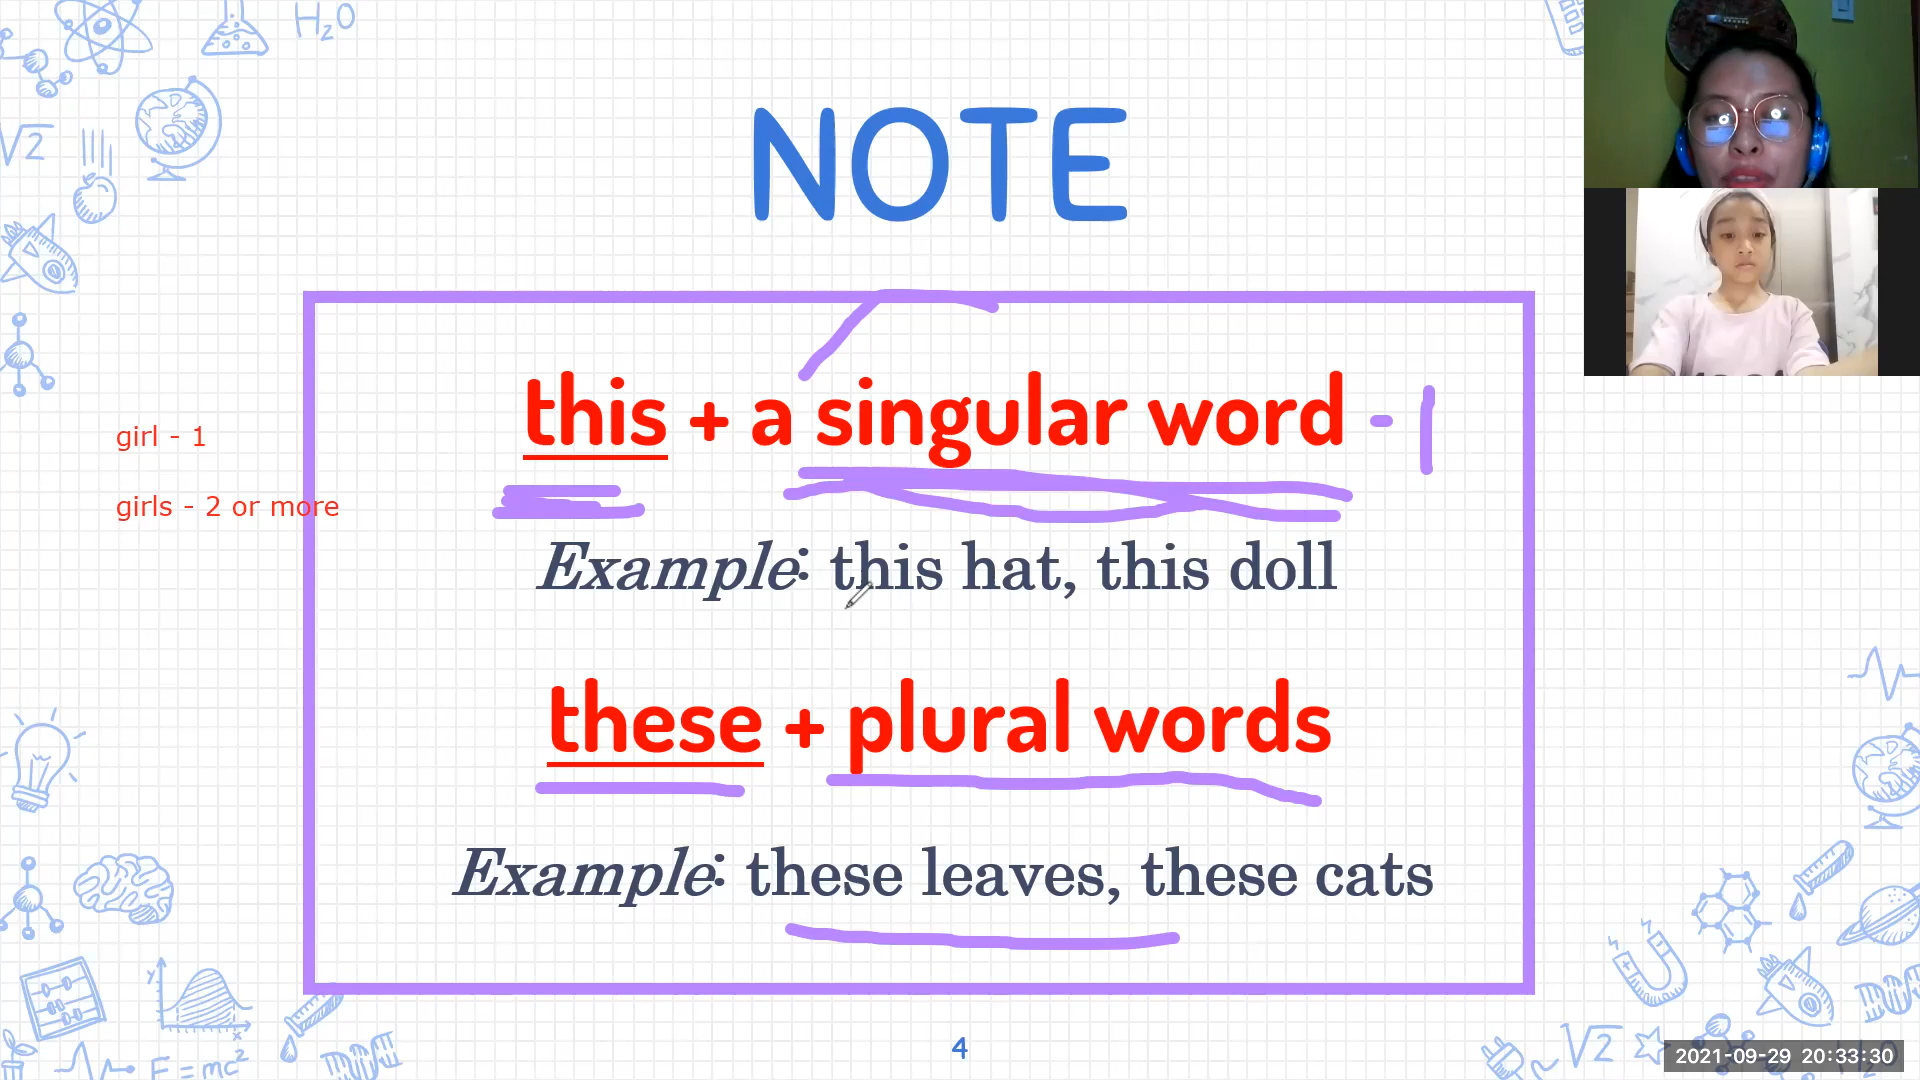 H₂O
√2
NOTE
this + a singular word - 1
girl - 1
girls - 2 or more
Example: this hat, this doll
these + plural words
Example: these leaves, these cats
y
x
F = mc²
4
√2
H₂O
2021-09-29 20:33:30